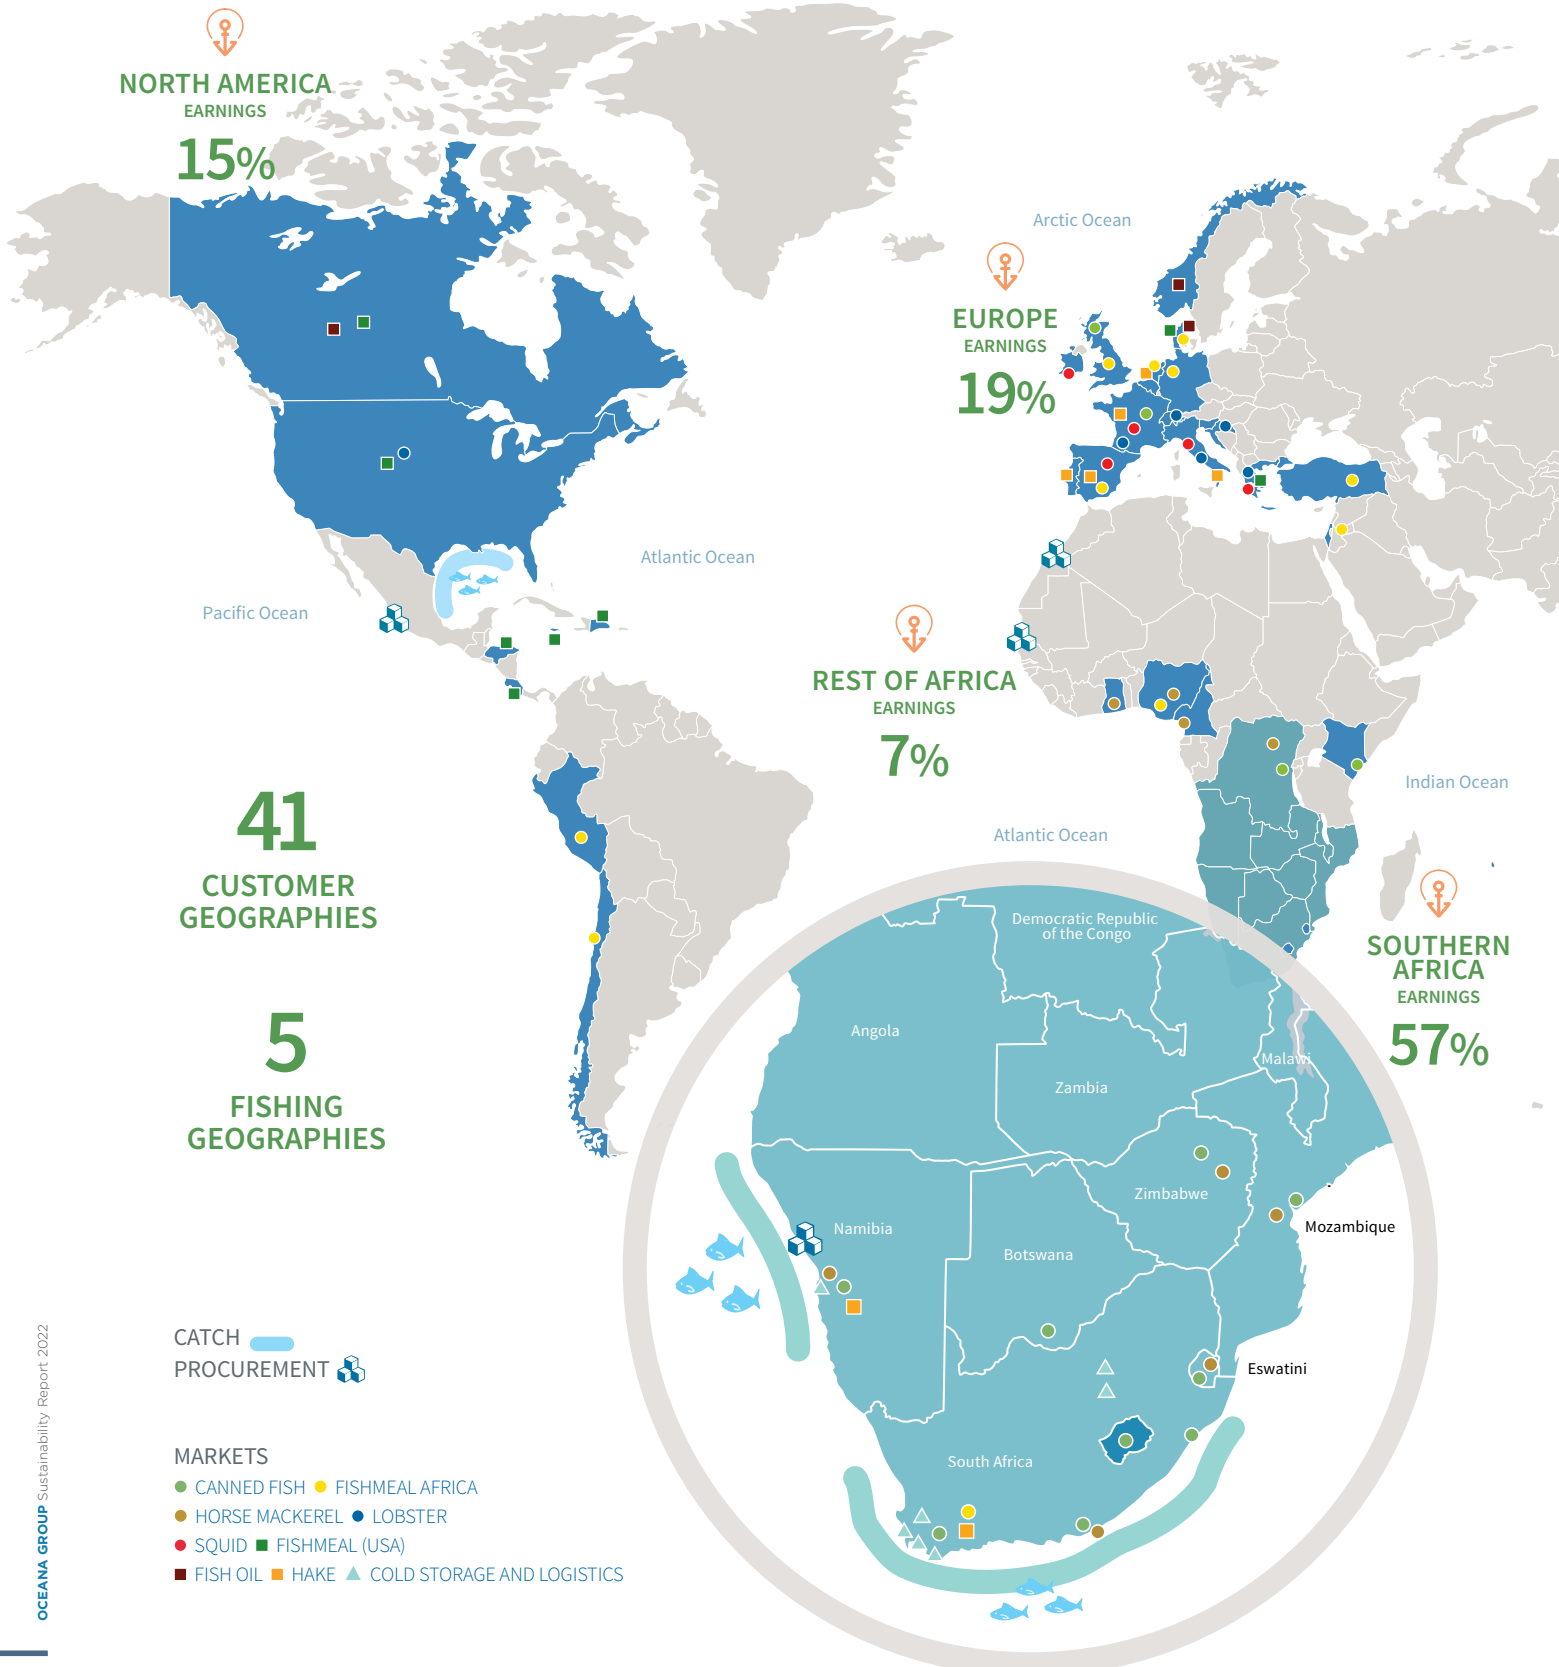 NORTH AMERICA
EARNINGS
15%
Arctic Ocean
EUROPE
EARNINGS
19%
Atlantic Ocean
Pacific Ocean
REST OF AFRICA
EARNINGS
7%
Indian Ocean
41
CUSTOMER
GEOGRAPHIES
Atlantic Ocean
SOUTHERN
AFRICA
EARNINGS
57%
5
FISHING
GEOGRAPHIES
Democratic Republic
of the Congo
Angola
Malawi
Zambia
Zimbabwe
Mozambique
Namibia
Botswana
Eswatini
South Africa
CATCH
PROCUREMENT
MARKETS
CANNED FISH FISHMEAL AFRICA
HORSE MACKEREL LOBSTER
SQUID FISHMEAL (USA)
FISH OIL HAKE COLD STORAGE AND LOGISTICS
OCEANA GROUP Sustainability Report 2022